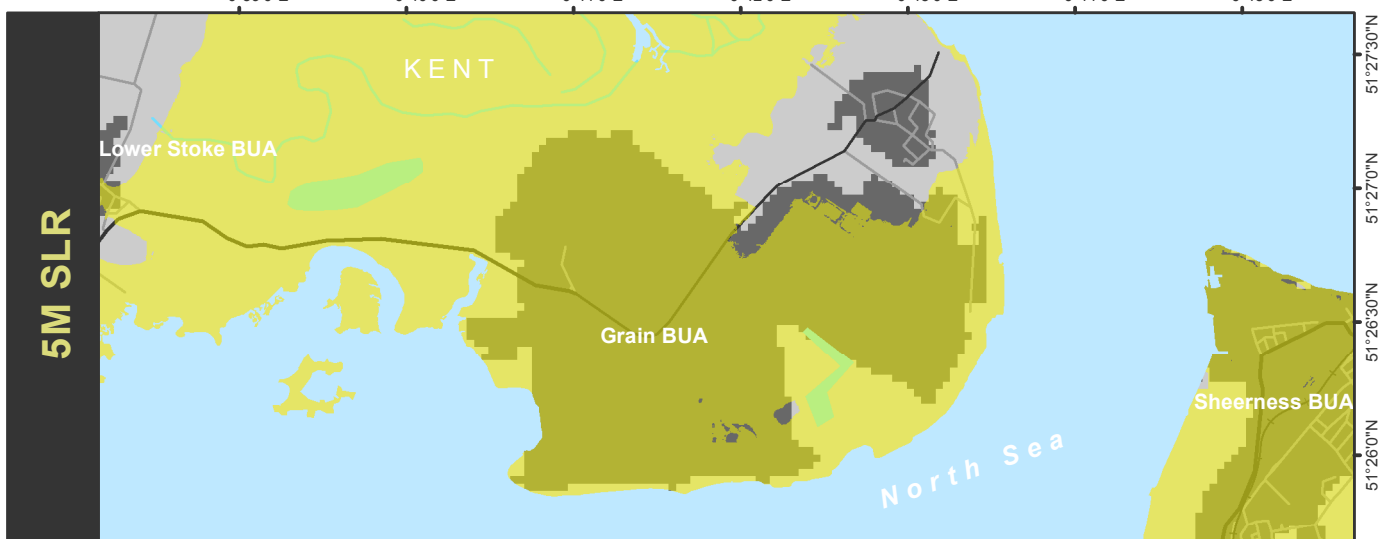 5M SLR
KENT
51°27'30"N
Lower Stoke BUA
51°27'0"N
Grain BUA
51°26'30"N
Sheerness BUA
North Sea
51°26'0"N